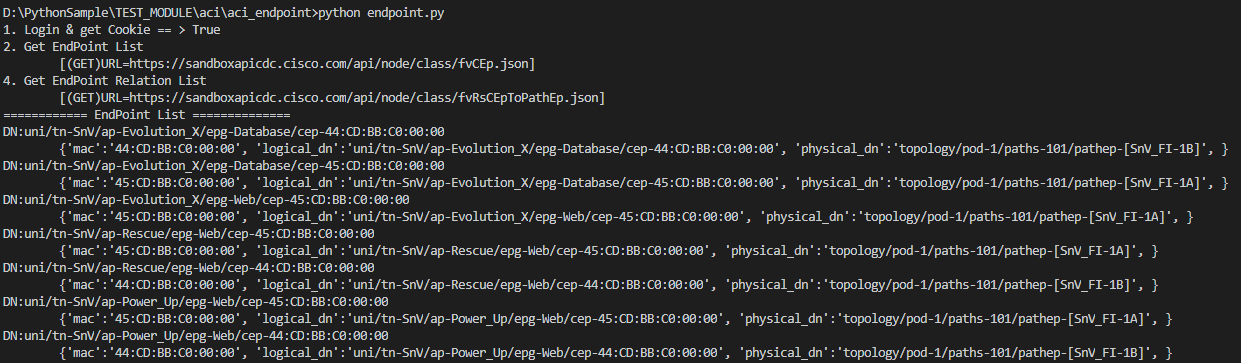 D:\PythonSample\TEST_MODULE\aci\aci_endpoint>python endpoint.py
1. Login & get Cookie == > True
2. Get EndPoint List
[(GET)URL=https://sandboxapicdc.cisco.com/api/node/class/fvCEp.json]
4. Get EndPoint Relation List
[(GET)URL=https://sandboxapicdc.cisco.com/api/node/class/fvRsCEpToPathEp.json]
============ EndPoint List ==============
DN:uni/tn-SnV/ap-Evolution_X/epg-Database/cep-44:CD:BB:C0:00:00
{'mac':'44:CD:BB:C0:00:00', 'logical_dn':'uni/tn-SnV/ap-Evolution_X/epg-Database/cep-44:CD:BB:C0:00:00', 'physical_dn':'topology/pod-1/paths-101/pathep-[SnV_FI-1B]', }
DN:uni/tn-SnV/ap-Evolution_X/epg-Database/cep-45:CD:BB:C0:00:00
{'mac':'45:CD:BB:C0:00:00', 'logical_dn':'uni/tn-SnV/ap-Evolution_X/epg-Database/cep-45:CD:BB:C0:00:00', 'physical_dn':'topology/pod-1/paths-101/pathep-[SnV_FI-1A]', }
DN:uni/tn-SnV/ap-Evolution_X/epg-Web/cep-45:CD:BB:C0:00:00
{'mac':'45:CD:BB:C0:00:00', 'logical_dn':'uni/tn-SnV/ap-Evolution_X/epg-Web/cep-45:CD:BB:C0:00:00', 'physical_dn':'topology/pod-1/paths-101/pathep-[SnV_FI-1A]', }
DN:uni/tn-SnV/ap-Rescue/epg-Web/cep-45:CD:BB:C0:00:00
{'mac':'45:CD:BB:C0:00:00', 'logical_dn':'uni/tn-SnV/ap-Rescue/epg-Web/cep-45:CD:BB:C0:00:00', 'physical_dn':'topology/pod-1/paths-101/pathep-[SnV_FI-1A]', }
DN:uni/tn-SnV/ap-Rescue/epg-Web/cep-44:CD:BB:C0:00:00
{'mac':'44:CD:BB:C0:00:00', 'logical_dn':'uni/tn-SnV/ap-Rescue/epg-Web/cep-44:CD:BB:C0:00:00', 'physical_dn':'topology/pod-1/paths-101/pathep-[SnV_FI-1B]', }
DN:uni/tn-SnV/ap-Power_Up/epg-Web/cep-45:CD:BB:C0:00:00
{'mac':'45:CD:BB:C0:00:00', 'logical_dn':'uni/tn-SnV/ap-Power_Up/epg-Web/cep-45:CD:BB:C0:00:00', 'physical_dn':'topology/pod-1/paths-101/pathep-[SnV_FI-1A]', }
DN:uni/tn-SnV/ap-Power_Up/epg-Web/cep-44:CD:BB:C0:00:00
{'mac':'44:CD:BB:C0:00:00', 'logical_dn':'uni/tn-SnV/ap-Power_Up/epg-Web/cep-44:CD:BB:C0:00:00', 'physical_dn':'topology/pod-1/paths-101/pathep-[SnV_FI-1B]', }